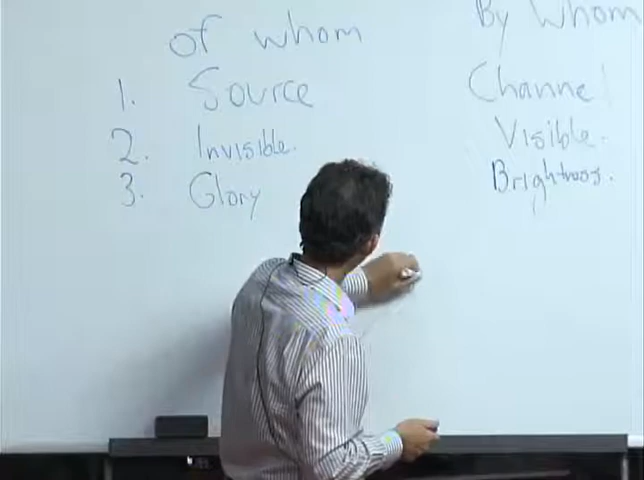 of whom By Whom
1. Source Channel
2. Invisible. Visible.
3. Glory Brightness.